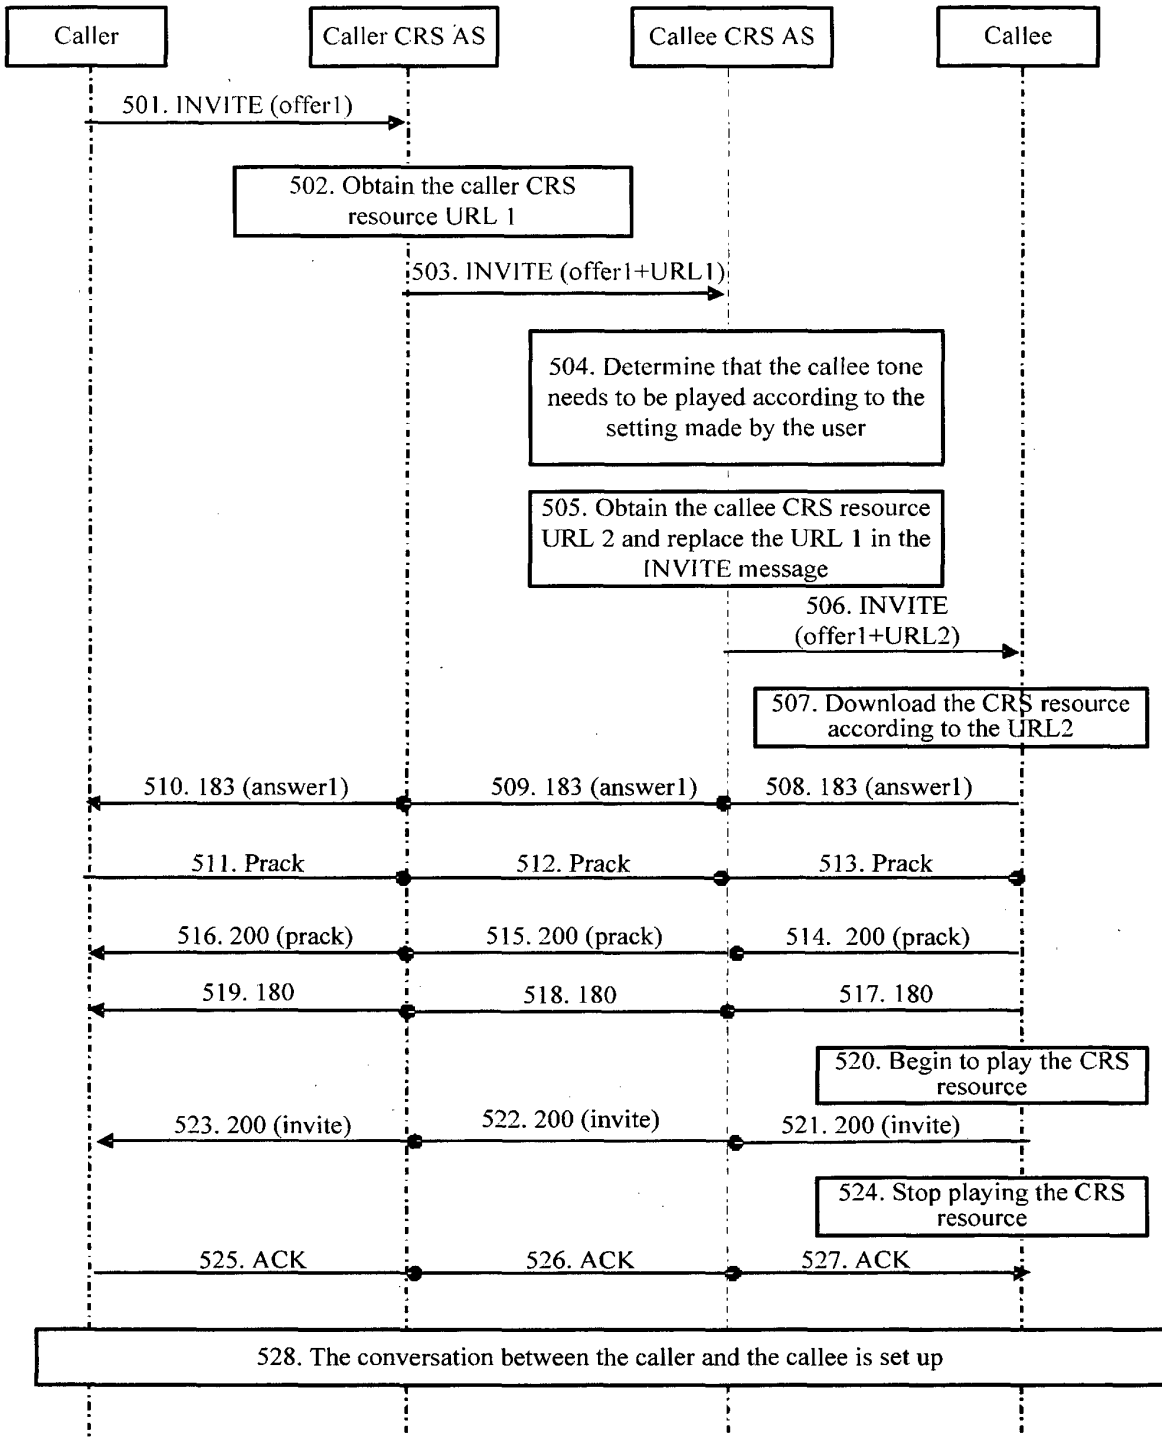 Caller
Caller CRS AS
Callee CRS AS
Callee
501. INVITE (offer1)
502. Obtain the caller CRS
resource URL 1
503. INVITE (offer1+URL1)
504. Determine that the callee tone
needs to be played according to the
setting made by the user
505. Obtain the callee CRS resource
URL 2 and replace the URL 1 in the
INVITE message
506. INVITE
(offer1+URL2)
507. Download the CRS resource
according to the URL2
510. 183 (answer1)
509. 183 (answer1)
508. 183 (answer1)
511. Prack
512. Prack
513. Prack
516. 200 (prack)
515. 200 (prack)
514. 200 (prack)
519. 180
518. 180
517. 180
520. Begin to play the CRS
resource
523. 200 (invite)
522. 200 (invite)
521. 200 (invite)
524. Stop playing the CRS
resource
525. ACK
526. ACK
527. ACK
528. The conversation between the caller and the callee is set up